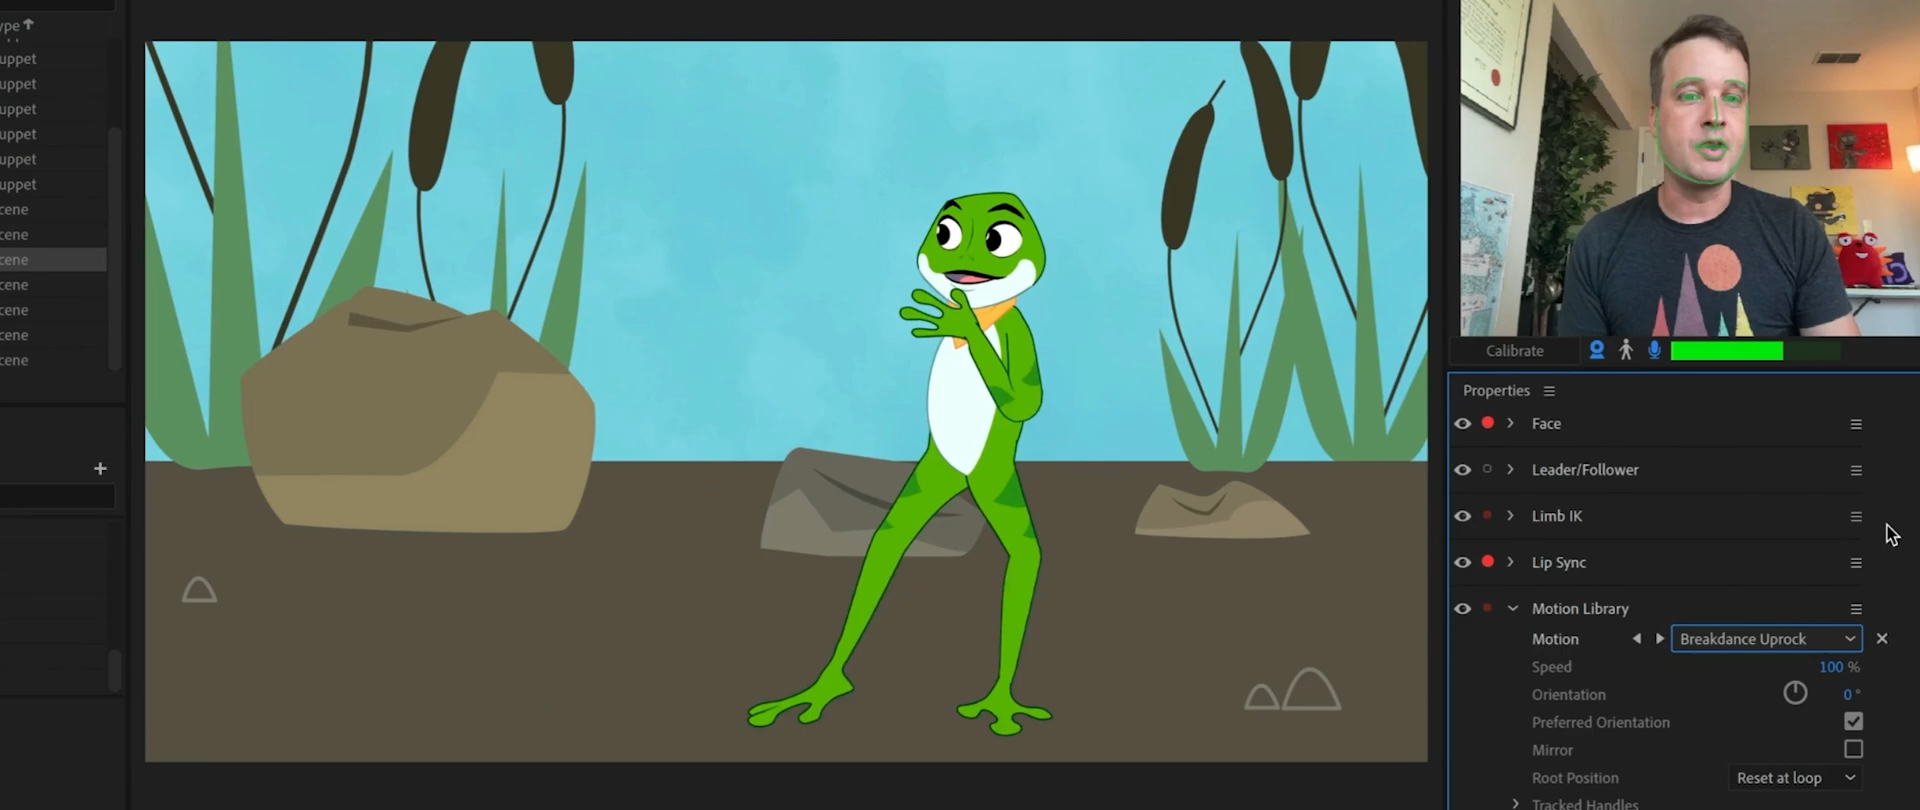 ype
uppet
uppet
uppet
uppet
uppet
uppet
cene
cene
cene
cene
cene
cene
cene
+
Calibrate
Properties
Face
Leader/Follower
Limb IK
Lip Sync
Motion Library
Motion
Breakdance Uprock
Speed
100 %
Orientation
0 °
Preferred Orientation
Mirror
Root Position
Reset at loop
Tracked Handles